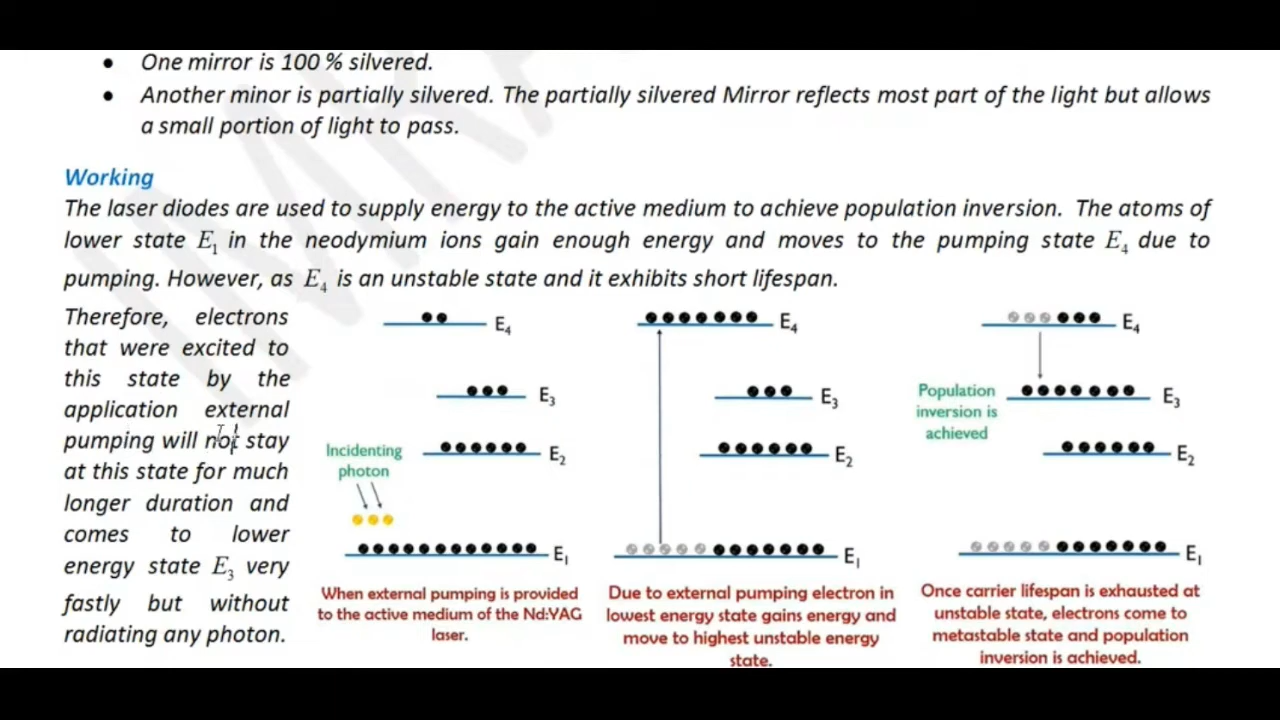 • One mirror is 100 % silvered.
• Another minor is partially silvered. The partially silvered Mirror reflects most part of the light but allows
a small portion of light to pass.
Working
The laser diodes are used to supply energy to the active medium to achieve population inversion. The atoms of
lower state E₁ in the neodymium ions gain enough energy and moves to the pumping state E₄ due to
pumping. However, as E₄ is an unstable state and it exhibits short lifespan.
Therefore, electrons
that were excited to
this state by the
application external
pumping will not stay
at this state for much
longer duration and
comes to lower
energy state E₃ very
fastly but without
radiating any photon.
E₄
E₃
Incidenting
photon
E₂
E₁
When external pumping is provided
to the active medium of the Nd:YAG
laser.
E₄
E₃
E₂
E₁
Due to external pumping electron in
lowest energy state gains energy and
move to highest unstable energy
state.
E₄
Population
inversion is
achieved
E₃
E₂
E₁
Once carrier lifespan is exhausted at
unstable state, electrons come to
metastable state and population
inversion is achieved.